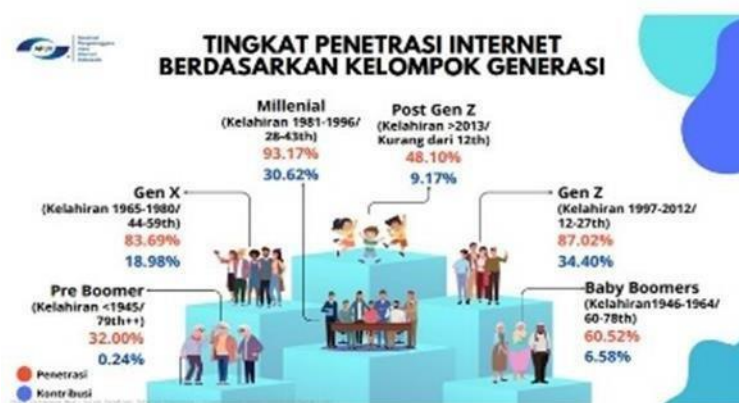 TINGKAT PENETRASI INTERNET
BERDASARKAN KELOMPOK GENERASI
Millenial
(Kelahiran 1981-1996/
28-43th)
93.17%
30.62%
Post Gen Z
(Kelahiran >2013/
Kurang dari 12th)
48.10%
9.17%
Gen X
(Kelahiran 1965-1980/
44-59th)
83.69%
18.98%
Gen Z
(Kelahiran 1997-2012/
12-27th)
87.02%
34.40%
Pre Boomer
(Kelahiran <1945/
79th++)
32.00%
0.24%
Baby Boomers
(Kelahiran1946-1964/
60-78th)
60.52%
6.58%
Penetrasi
Kontribusi